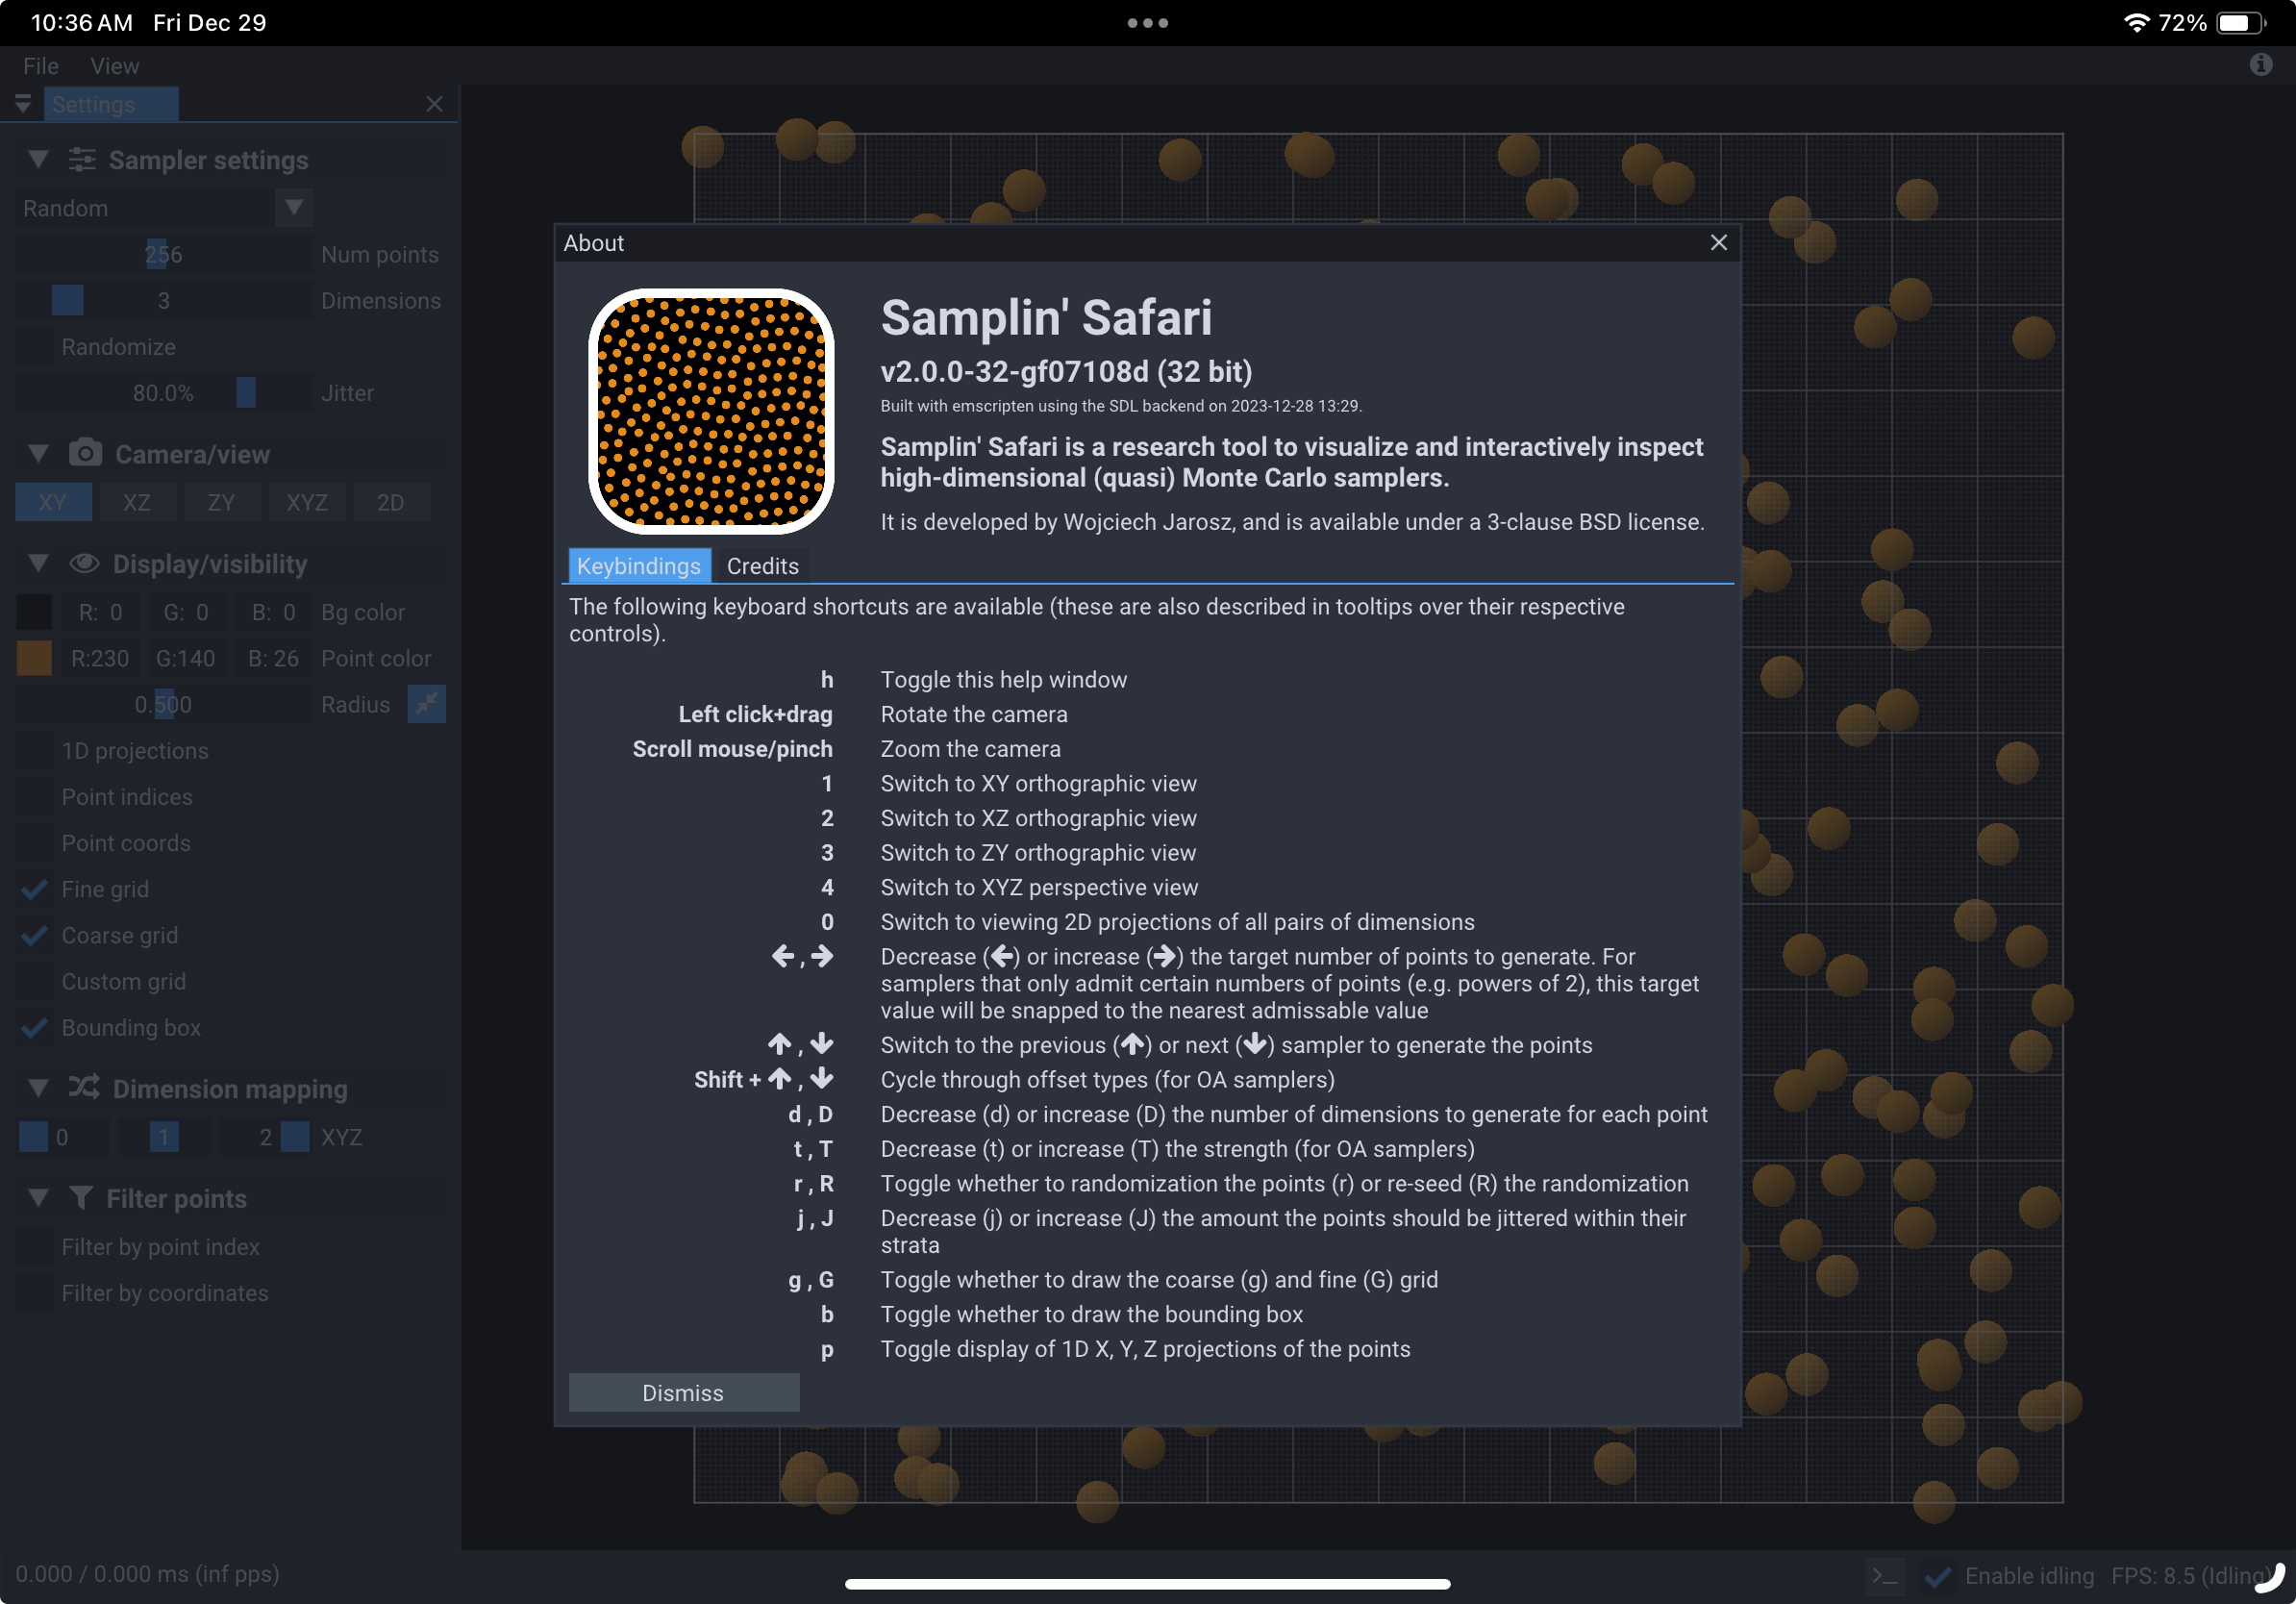 10:36 AM Fri Dec 29
72%
File View
Settings
Sampler settings
Random
256 Num points
3 Dimensions
Randomize
80.0% Jitter
Camera/view
XY XZ ZY XYZ 2D
Display/visibility
R: 0 G: 0 B: 0 Bg color
R:230 G:140 B: 26 Point color
0.500 Radius
1D projections
Point indices
Point coords
Fine grid
Coarse grid
Custom grid
Bounding box
Dimension mapping
0 1 2 XYZ
Filter points
Filter by point index
Filter by coordinates
About
Samplin' Safari
v2.0.0-32-gf07108d (32 bit)
Built with emscripten using the SDL backend on 2023-12-28 13:29.
Samplin' Safari is a research tool to visualize and interactively inspect
high-dimensional (quasi) Monte Carlo samplers.
It is developed by Wojciech Jarosz, and is available under a 3-clause BSD license.
Keybindings Credits
The following keyboard shortcuts are available (these are also described in tooltips over their respective
controls).
h Toggle this help window
Left click+drag Rotate the camera
Scroll mouse/pinch Zoom the camera
1 Switch to XY orthographic view
2 Switch to XZ orthographic view
3 Switch to ZY orthographic view
4 Switch to XYZ perspective view
0 Switch to viewing 2D projections of all pairs of dimensions
←, → Decrease (←) or increase (→) the target number of points to generate. For
samplers that only admit certain numbers of points (e.g. powers of 2), this target
value will be snapped to the nearest admissable value
↑, ↓ Switch to the previous (↑) or next (↓) sampler to generate the points
Shift + ↑, ↓ Cycle through offset types (for OA samplers)
d , D Decrease (d) or increase (D) the number of dimensions to generate for each point
t , T Decrease (t) or increase (T) the strength (for OA samplers)
r , R Toggle whether to randomization the points (r) or re-seed (R) the randomization
j , J Decrease (j) or increase (J) the amount the points should be jittered within their
strata
g , G Toggle whether to draw the coarse (g) and fine (G) grid
b Toggle whether to draw the bounding box
p Toggle display of 1D X, Y, Z projections of the points
Dismiss
0.000 / 0.000 ms (inf pps)
>_ Enable idling FPS: 8.5 (Idling)